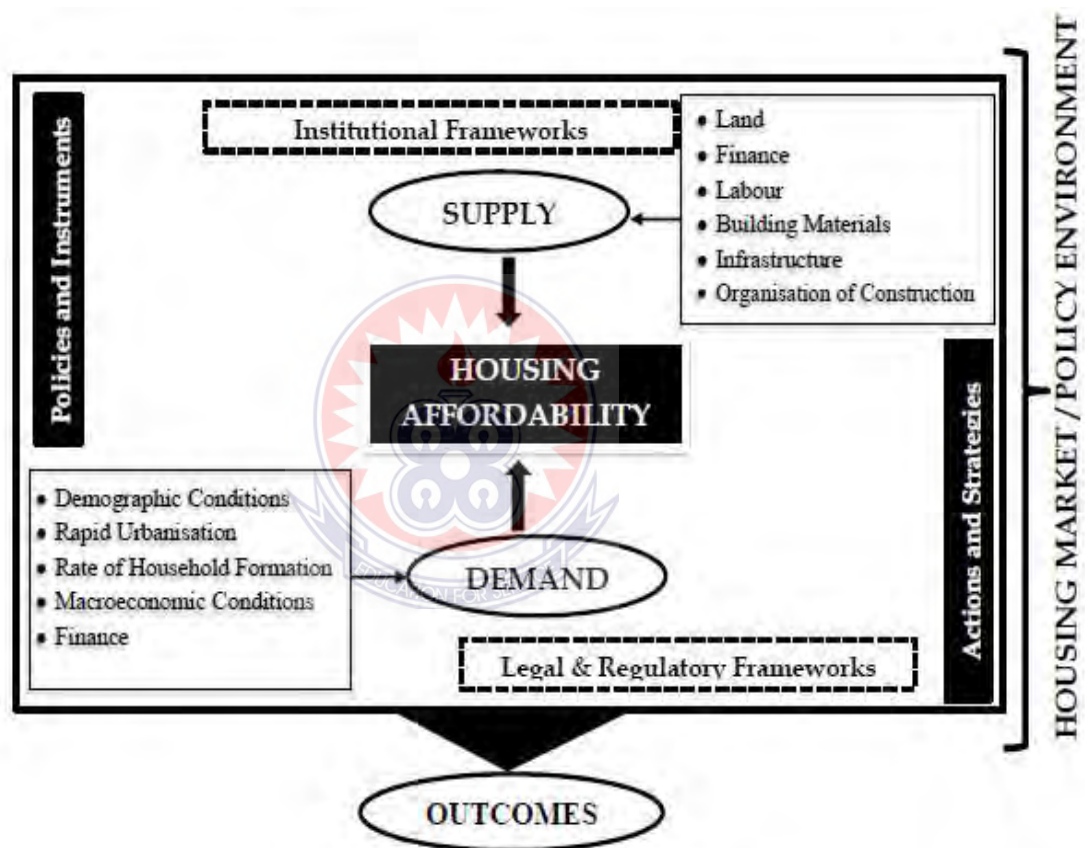 Policies and Instruments
Institutional Frameworks
SUPPLY
• Land
• Finance
• Labour
• Building Materials
• Infrastructure
• Organisation of Construction
HOUSING
AFFORDABILITY
• Demographic Conditions
• Rapid Urbanisation
• Rate of Household Formation
• Macroeconomic Conditions
• Finance
DEMAND
EDUCATION FOR
Legal & Regulatory Frameworks
Actions and Strategies
HOUSING MARKET / POLICY ENVIRONMENT
OUTCOMES